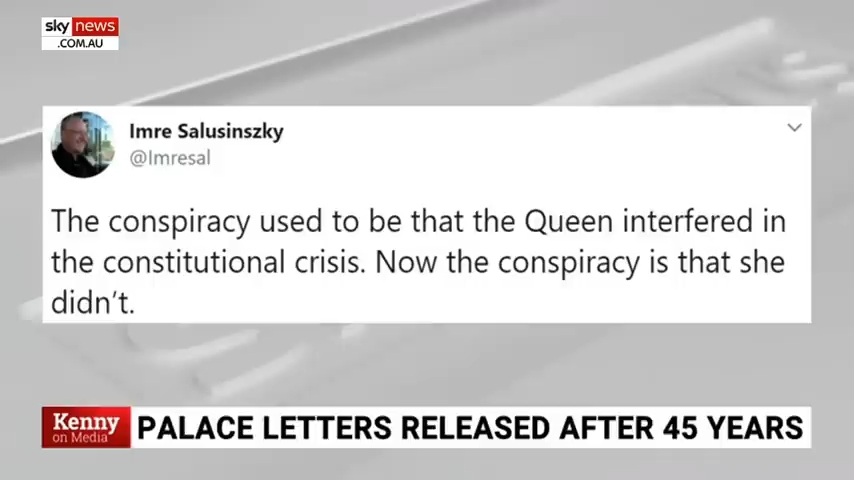 sky news
.COM.AU
Imre Salusinszky
@Imresal
The conspiracy used to be that the Queen interfered in
the constitutional crisis. Now the conspiracy is that she
didn't.
Kenny
on Media
PALACE LETTERS RELEASED AFTER 45 YEARS